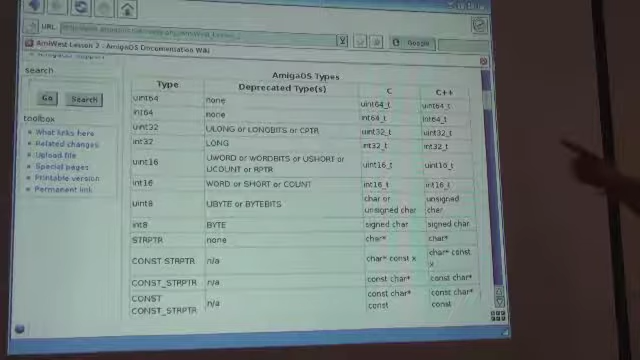 URL
Google
AmiWest Lesson 2 - AmigaOS Documentation Wiki
search
Go Search
toolbox
What links here
Related changes
Upload file
Special pages
Printable version
Permanent link
AmigaOS Types
Type Deprecated Type(s) C C++
uint64 none uint64_t uint64_t
int64 none int64_t int64_t
uint32 ULONG or LONGBITS or CPTR uint32_t uint32_t
int32 LONG int32_t int32_t
uint16 UWORD or WORDBITS or USHORT or UCOUNT or RPTR uint16_t uint16_t
int16 WORD or SHORT or COUNT int16_t int16_t
uint8 UBYTE or BYTEBITS char or unsigned char unsigned char
int8 BYTE signed char signed char
STRPTR none char* char*
CONST STRPTR n/a char* const x char* const x
CONST_STRPTR n/a const char* const char*
CONST CONST_STRPTR n/a const char* const const char* const